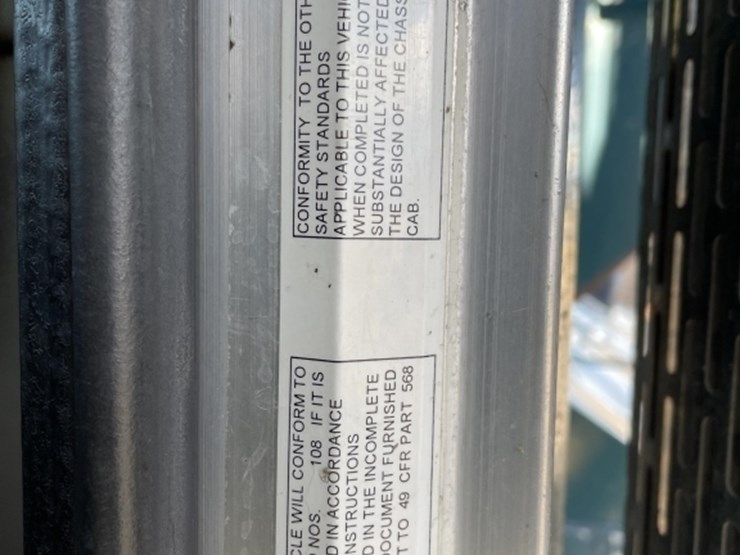 CLE WILL CONFORM TO
NOS. 108 IF IT IS
D IN ACCORDANCE
NSTRUCTIONS
D IN THE INCOMPLETE
OCUMENT FURNISHED
T TO 49 CFR PART 568
CONFORMITY TO THE OTH
SAFETY STANDARDS
APPLICABLE TO THIS VEHI
WHEN COMPLETED IS NOT
SUBSTANTIALLY AFFECTED
THE DESIGN OF THE CHASS
CAB.